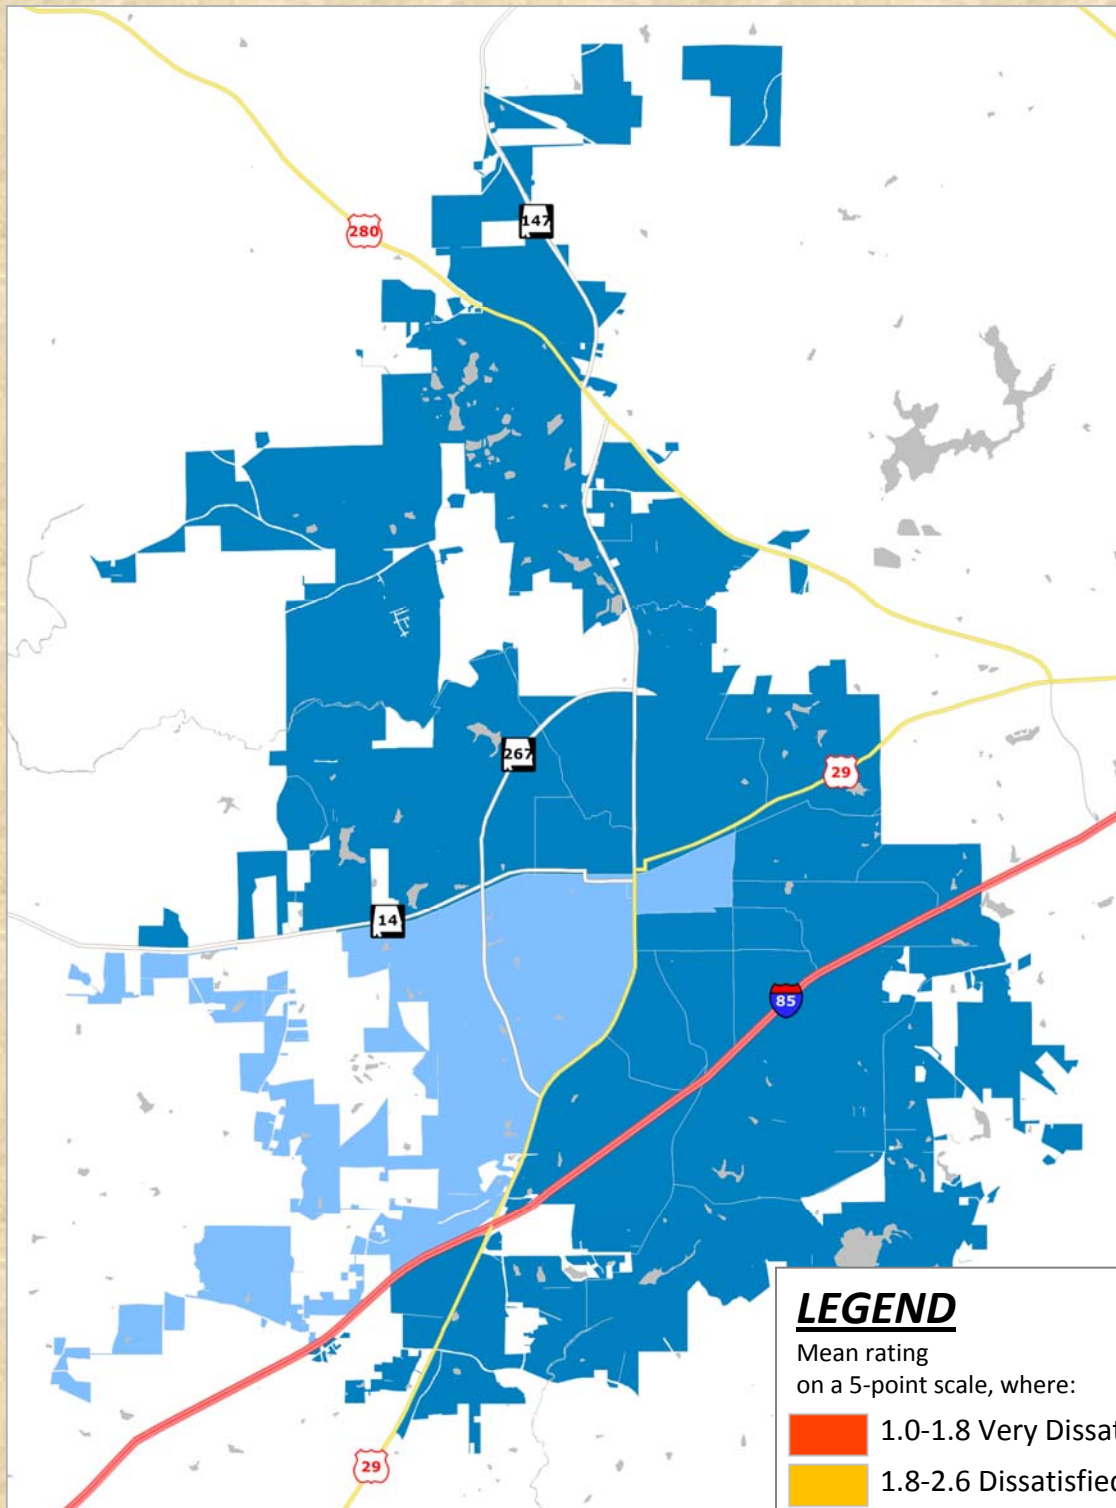 147
280
267
29
14
85
LEGEND
Mean rating
on a 5-point scale, where:
1.0-1.8 Very Dissat
1.8-2.6 Dissatisfied
29